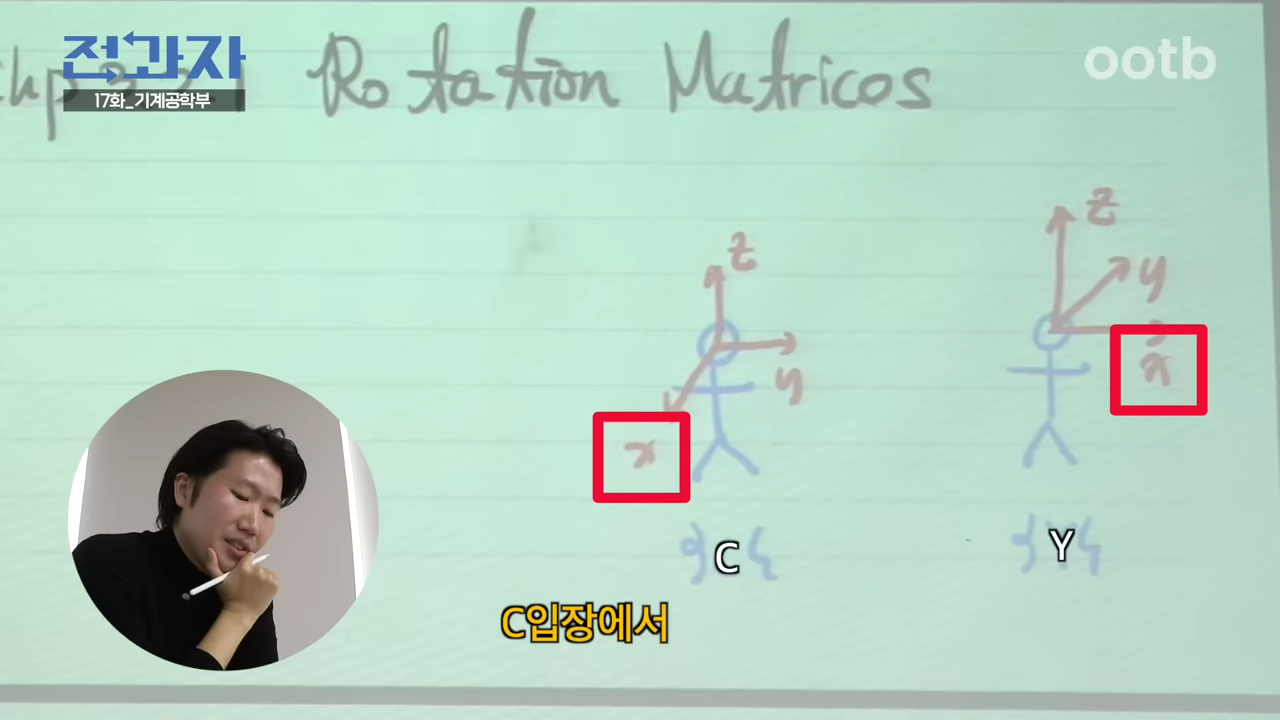 전과자
17화_기계공학부
ootb
Rotation Matricos
z
y
x
z
y
x
{C}
{Y}
C입장에서